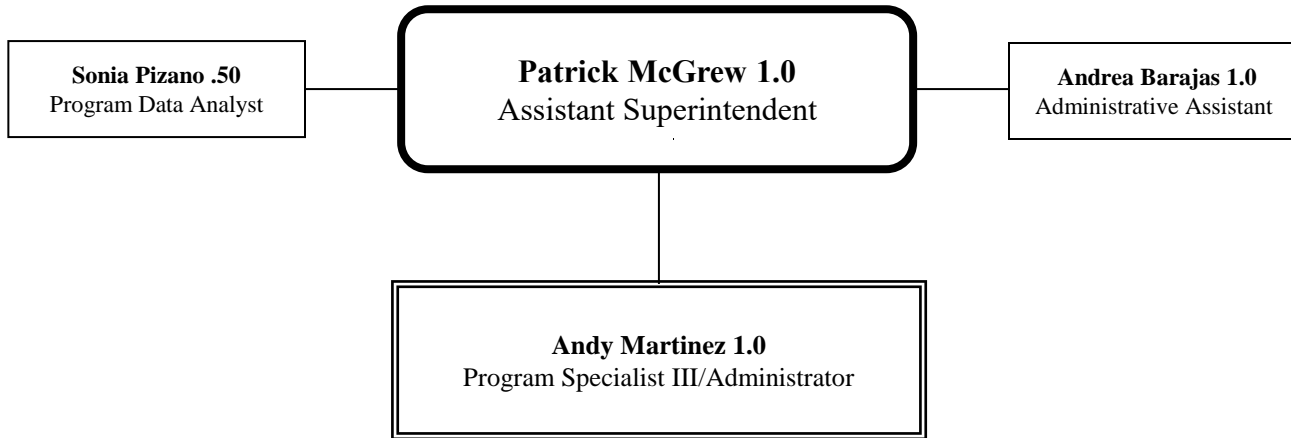 Sonia Pizano .50
Program Data Analyst
Patrick McGrew 1.0
Assistant Superintendent
.
Andrea Barajas 1.0
Administrative Assistant
Andy Martinez 1.0
Program Specialist III/Administrator